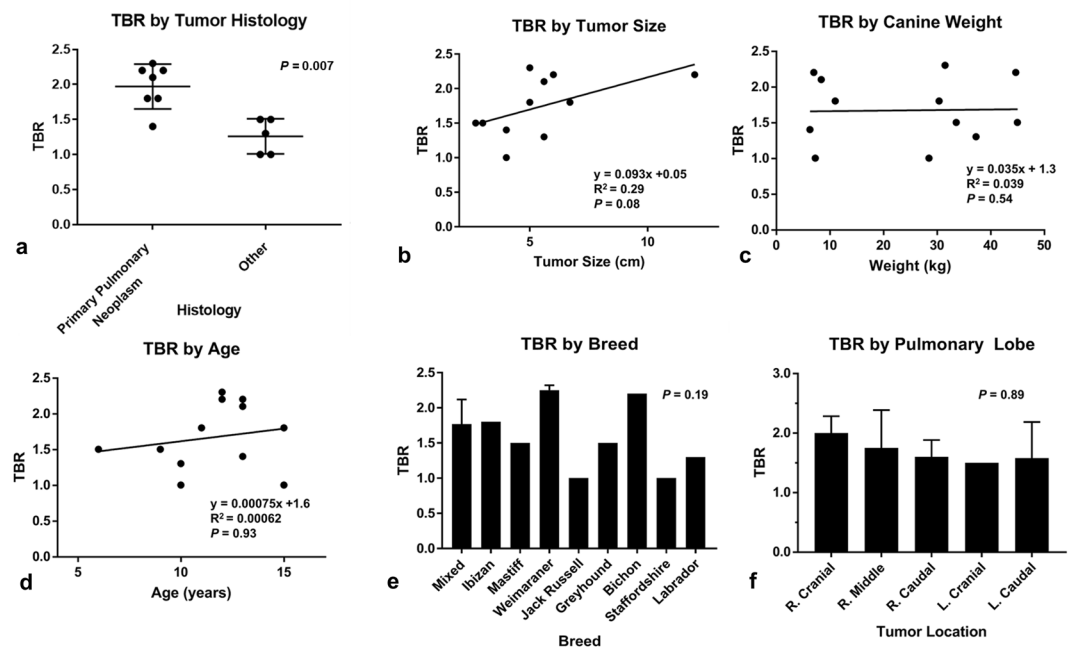 TBR by Tumor Histology
2.5
2.0
1.5
1.0
0.5
0.0
TBR
P = 0.007
Primary Pulmonary
Neoplasm
Other
Histology
a
TBR by Tumor Size
2.5
2.0
1.5
1.0
0.5
0.0
TBR
y = 0.093x +0.05
R² = 0.29
P = 0.08
5
10
Tumor Size (cm)
b
TBR by Canine Weight
2.5
2.0
1.5
1.0
0.5
0.0
TBR
y = 0.035x + 1.3
R² = 0.039
P = 0.54
0
10
20
30
40
50
Weight (kg)
c
TBR by Age
2.5
2.0
1.5
1.0
0.5
0.0
TBR
y = 0.00075x +1.6
R² = 0.00062
P = 0.93
5
10
15
Age (years)
d
TBR by Breed
2.5
2.0
1.5
1.0
0.5
0.0
TBR
P = 0.19
Mixed
Ibizan
Mastiff
Weimaraner
Jack Russell
Greyhound
Bichon
Staffordshire
Labrador
Breed
e
TBR by Pulmonary Lobe
3.0
2.0
1.5
1.0
0.5
0.0
TBR
P = 0.89
R. Cranial
R. Middle
R. Caudal
L. Cranial
L. Caudal
Tumor Location
f